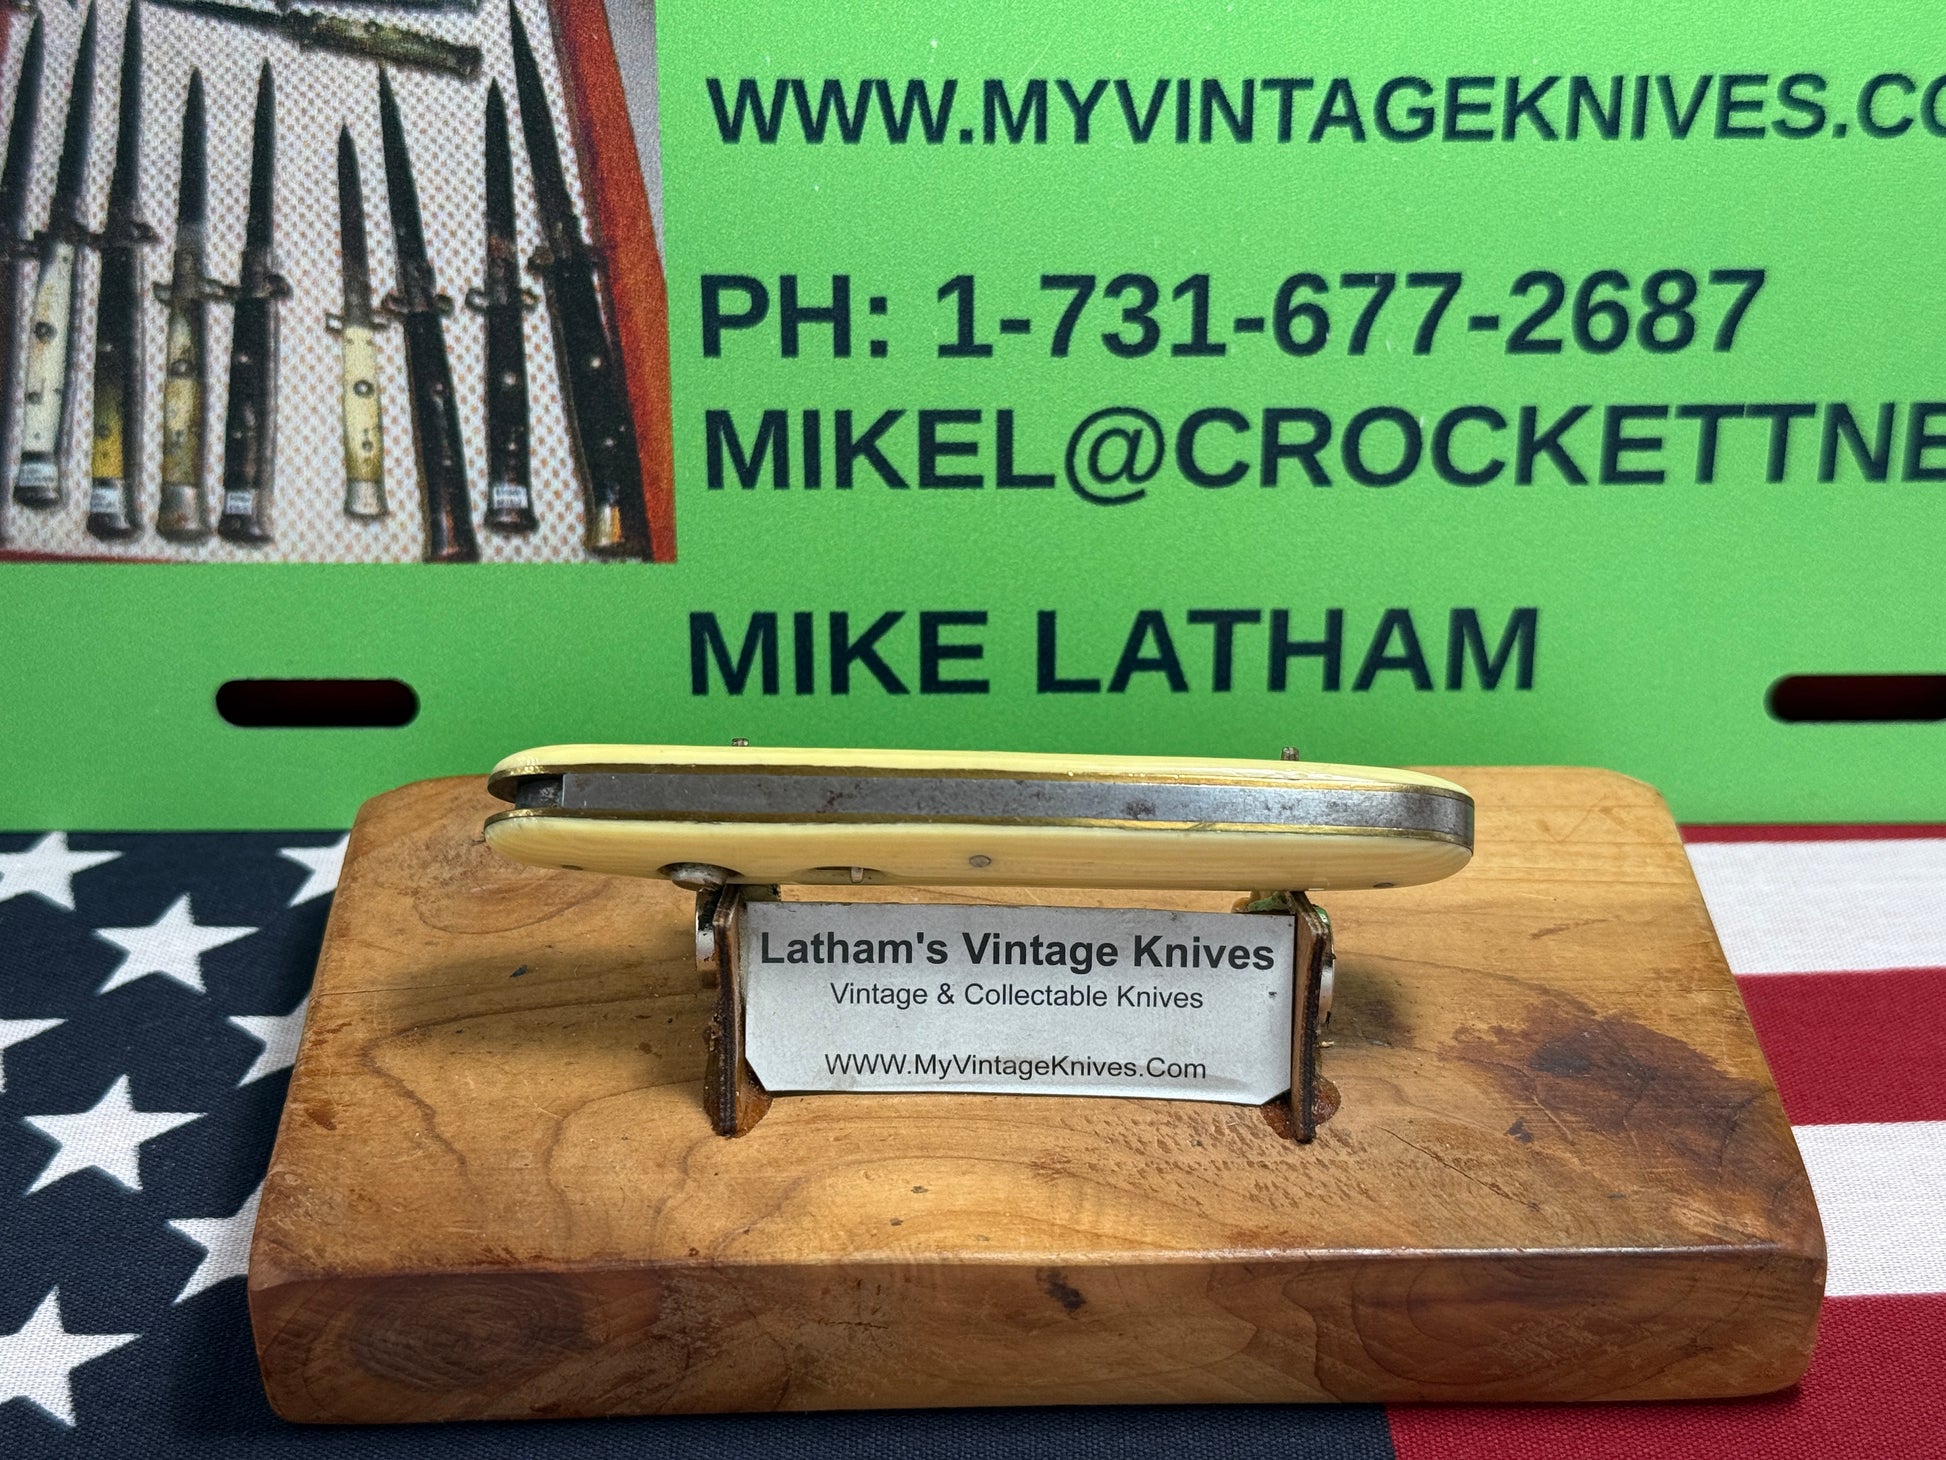 WWW.MYVINTAGEKNIVES.CO
PH: 1-731-677-2687
MIKEL@CROCKETTNE
MIKE LATHAM
Latham's Vintage Knives
Vintage & Collectable Knives
WWW.MyVintageKnives.Com